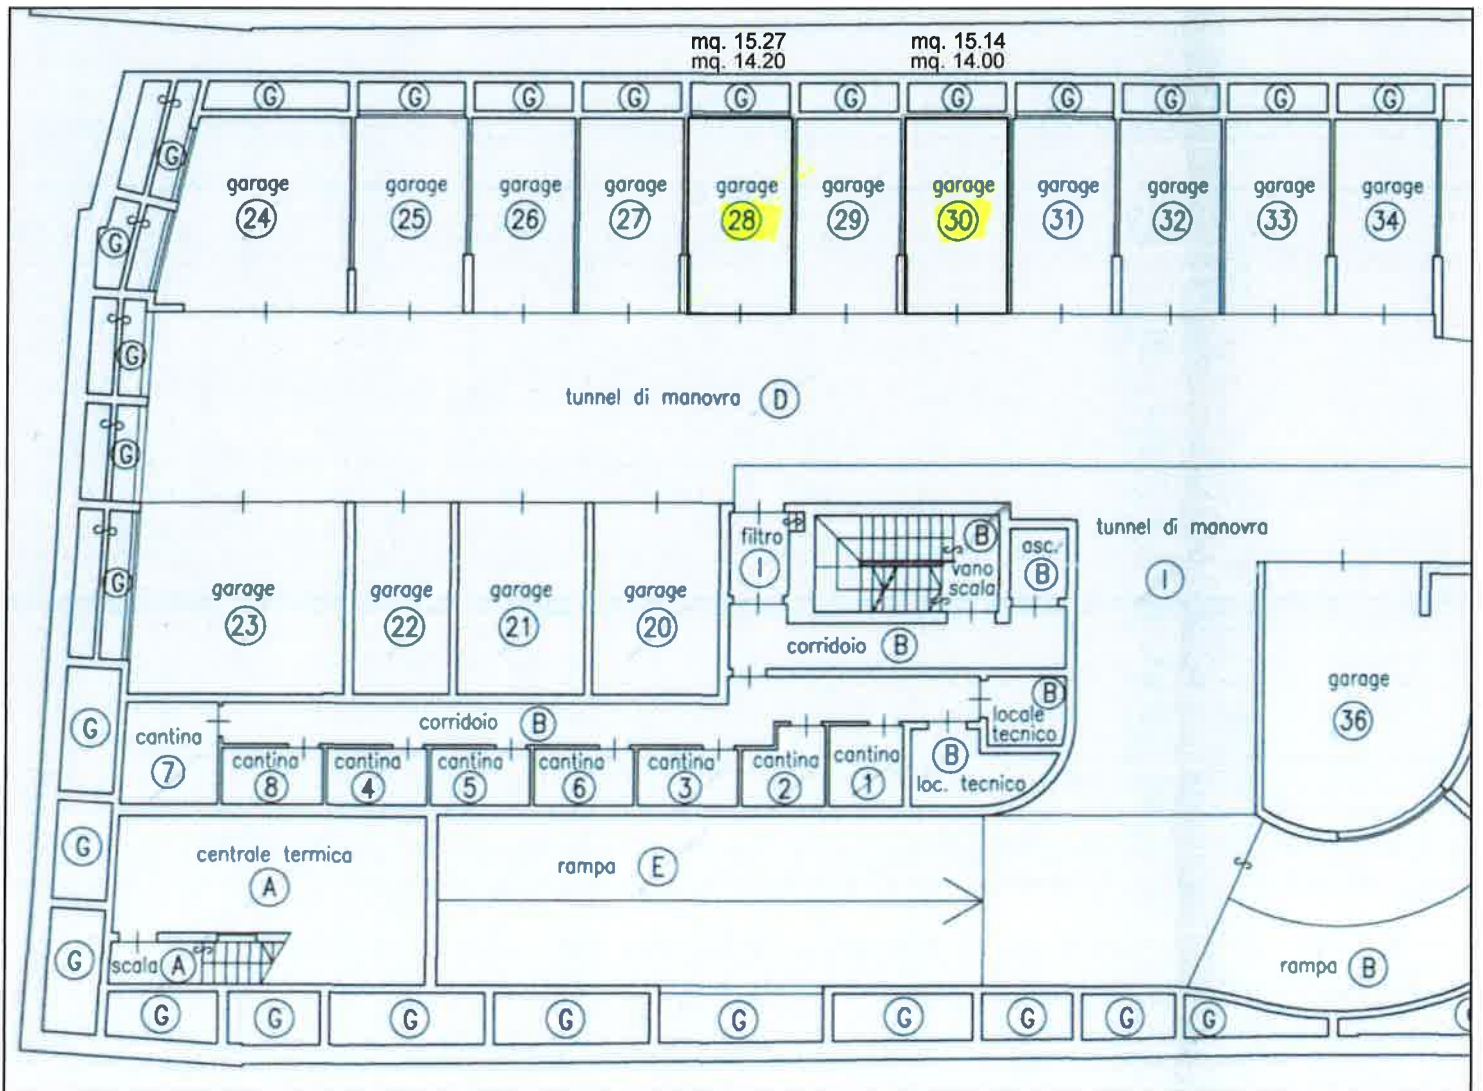 mq. 15.27
mq. 14.20
mq. 15.14
mq. 14.00
G G G G G G G G G G G
G
G
G
G
G
garage
24
garage
25
garage
26
garage
27
garage
28
garage
29
garage
30
garage
31
garage
32
garage
33
garage
34
tunnel di manovra D
garage
23
garage
22
garage
21
garage
20
filtro
I
B
vano
scala
asc.
B
tunnel di manovra
I
corridoio B
garage
36
B
locale
tecnico
corridoio B
G
cantina
7
cantina
8
cantina
4
cantina
5
cantina
6
cantina
3
cantina
2
cantina
1
B
loc. tecnico
G
centrale termica
A
rampa E
G
scala A
rampa B
G G G G G G G G G